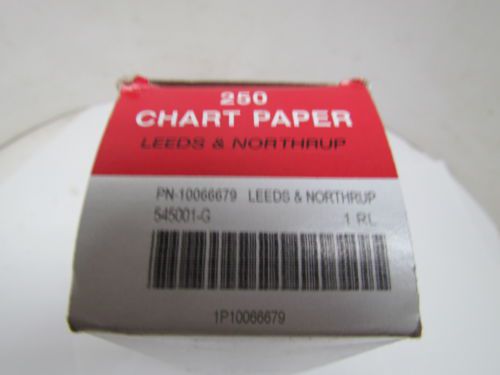 250
CHART PAPER
LEEDS & NORTHRUP
PN-10066679 LEEDS & NORTHRUP
545001-G 1 RL
1P10066679